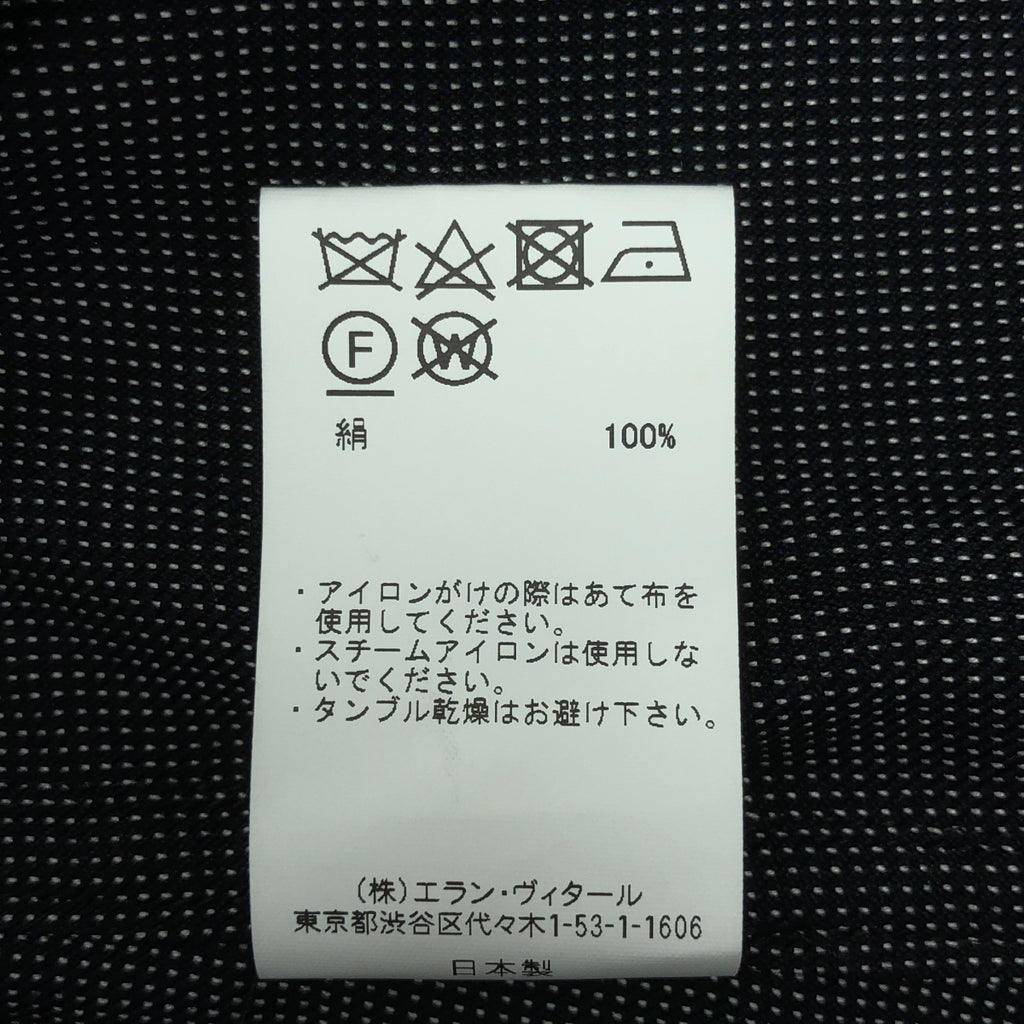 F W
絹 100%
・アイロンがけの際はあて布を
使用してください。
・スチームアイロンは使用しな
いでください。
・タンブル乾燥はお避け下さい。
(株)エラン・ヴィタール
東京都渋谷区代々木1-53-1-1606
日本製